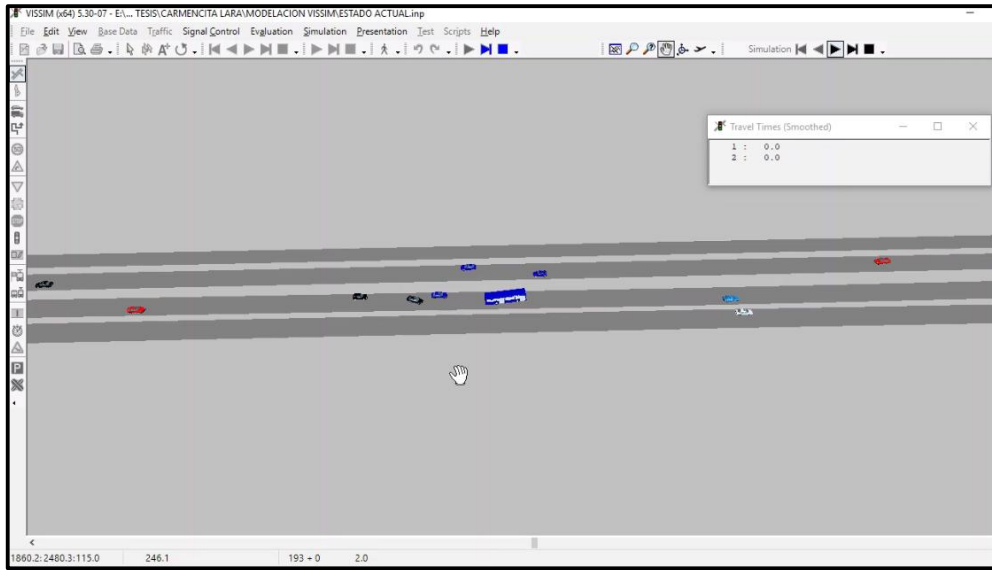 VISSIM (x64) 5.30-07 - E:\... TESIS\CARMENCITA LARA\MODELACION VISSIM\ESTADO ACTUAL.inp
File Edit View Base Data Traffic Signal Control Evaluation Simulation Presentation Test Scripts Help
Simulation
Travel Times (Smoothed)
1 : 0.0
2 : 0.0
1860.2:2480.3:115.0 246.1 193 + 0 2.0